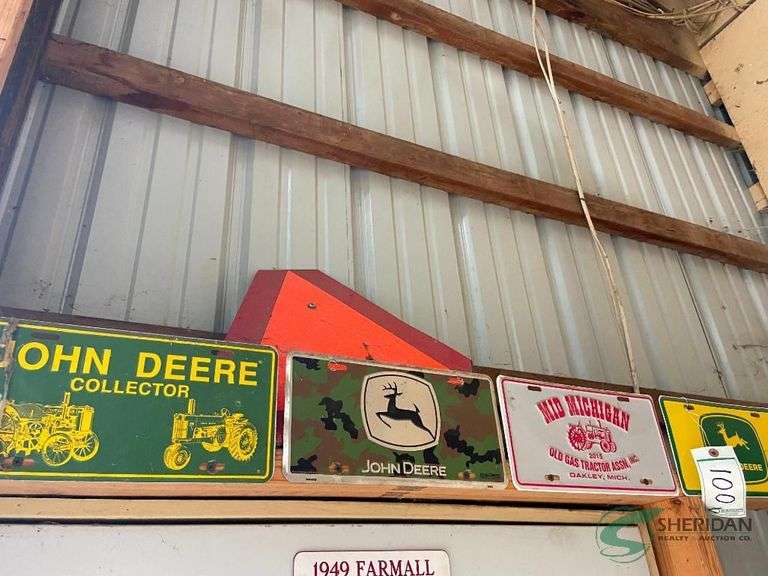 OHN DEERE
COLLECTOR
JOHN DEERE
MID MICHIGAN
2015
OLD GAS TRACTOR ASSN. INC.
OAKLEY, MICH.
100
SHERIDAN
REALTY & AUCTION CO.
1949 FARMALL